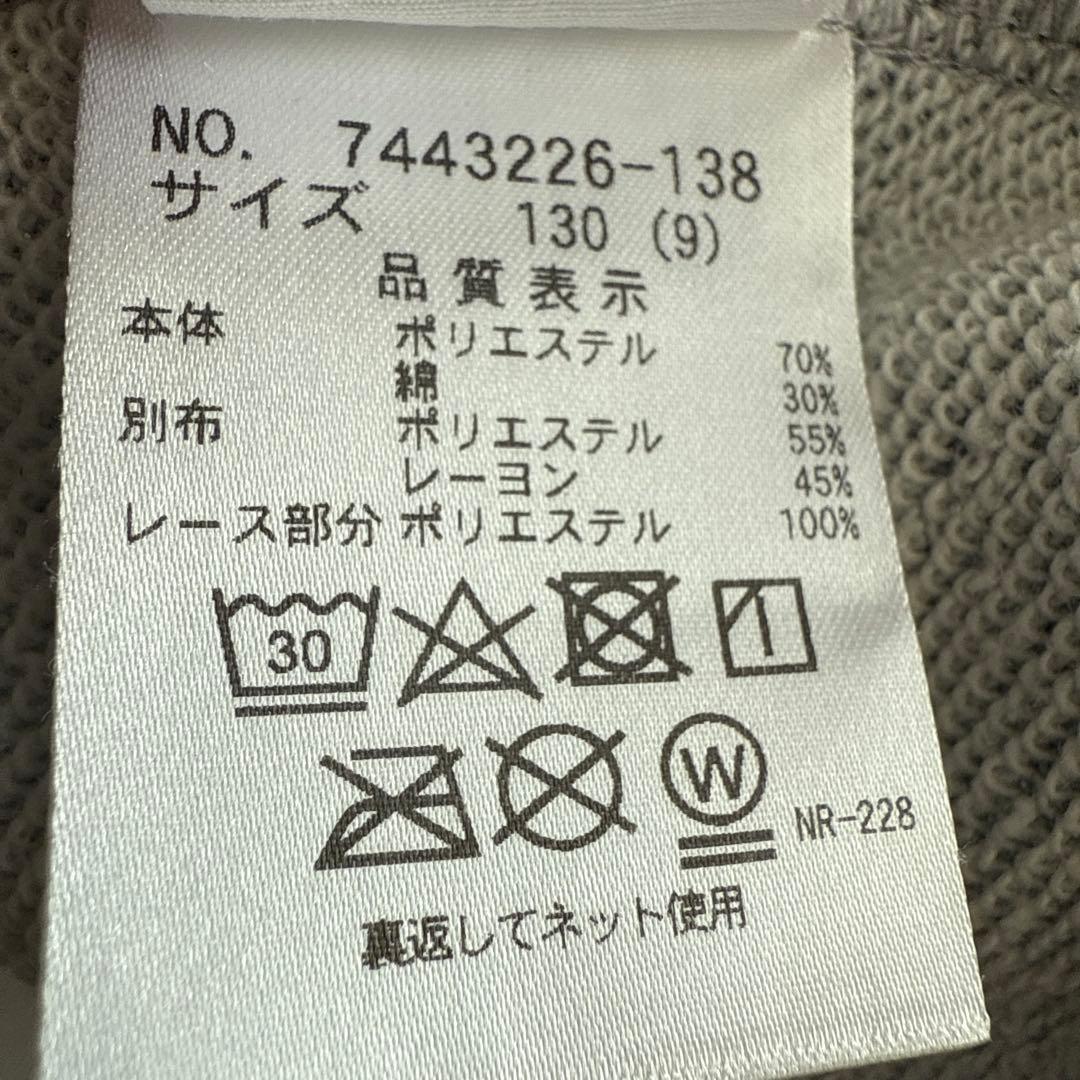 NO. 7443226-138
サイズ 130 (9)
品質表示
本体 ポリエステル 70%
綿 30%
別布 ポリエステル 55%
レーヨン 45%
レース部分 ポリエステル 100%
30
W
NR-228
裏返してネット使用